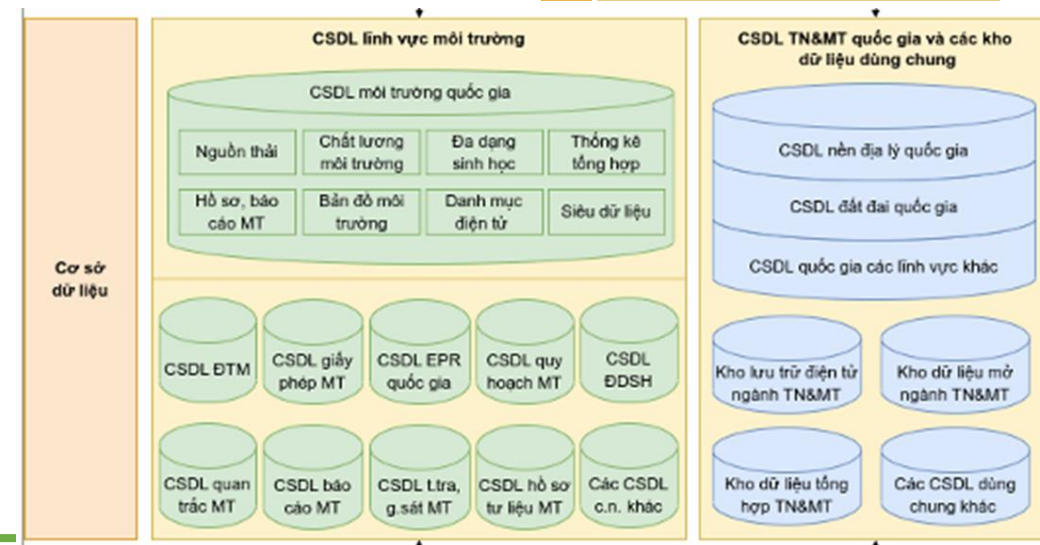 Cơ sở
dữ liệu
CSDL lĩnh vực môi trường
CSDL môi trường quốc gia
Nguồn thải
Chất lượng
môi trường
Đa dạng
sinh học
Thống kê
tổng hợp
Hồ sơ, báo
cáo MT
Bản đồ môi
trường
Danh mục
điện tử
Siêu dữ liệu
CSDL ĐTM
CSDL giấy
phép MT
CSDL EPR
quốc gia
CSDL quy
hoạch MT
CSDL
ĐDSH
CSDL quan
trắc MT
CSDL báo
cáo MT
CSDL t.tra,
g.sát MT
CSDL hồ sơ
tư liệu MT
Các CSDL
c.n. khác
CSDL TN&MT quốc gia và các kho
dữ liệu dùng chung
CSDL nền địa lý quốc gia
CSDL đất đai quốc gia
CSDL quốc gia các lĩnh vực khác
Kho lưu trữ điện tử
ngành TN&MT
Kho dữ liệu mở
ngành TN&MT
Kho dữ liệu tổng
hợp TN&MT
Các CSDL dùng
chung khác